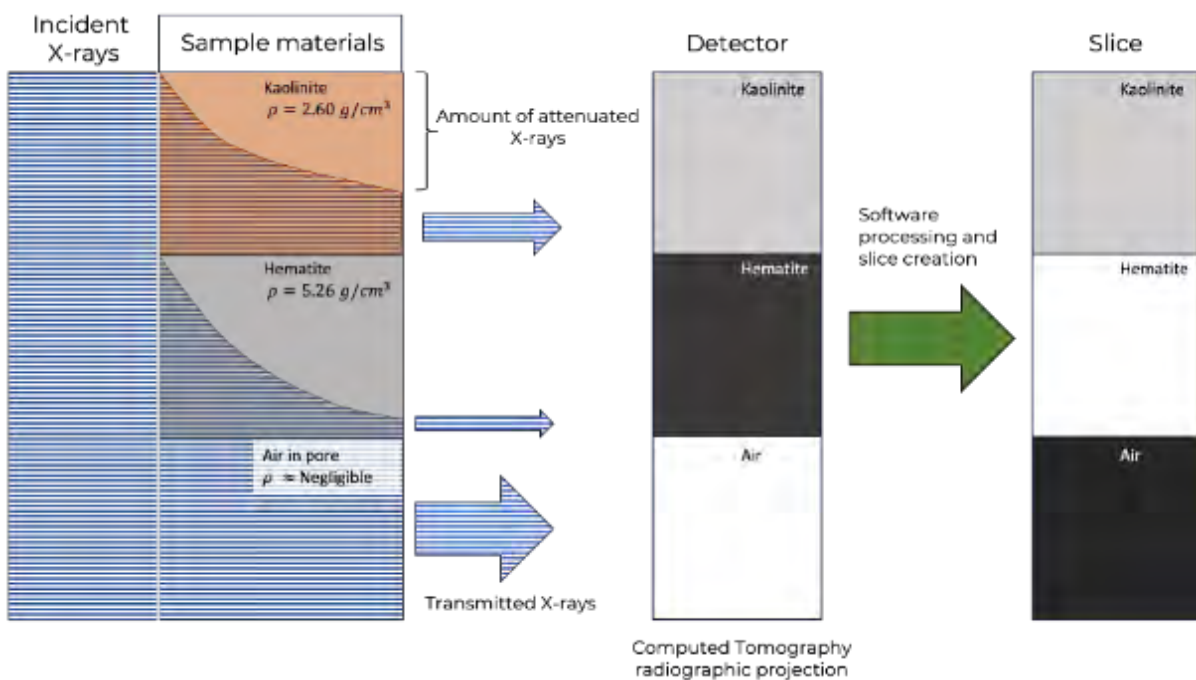 Incident
X-rays
Sample materials
Detector
Slice
Kaolinite
ρ = 2.60 g/cm³
Amount of attenuated
X-rays
Hematite
ρ = 5.26 g/cm³
Air in pore
ρ ≈ Negligible
Transmitted X-rays
Kaolinite
Hematite
Air
Computed Tomography
radiographic projection
Software
processing and
slice creation
Kaolinite
Hematite
Air